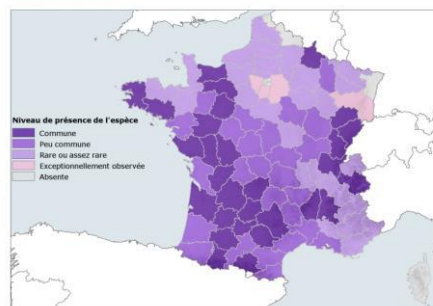 Niveau de présence de l'espèce
Commune
Peu commune
Rare ou assez rare
Exceptionnellement observée
Absente